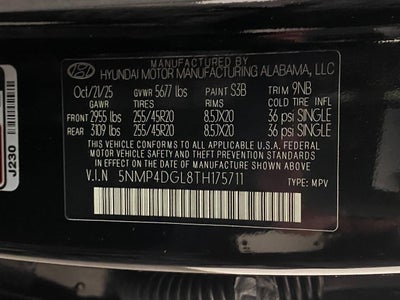 MANUFACTURED BY
HYUNDAI MOTOR MANUFACTURING ALABAMA, LLC
Oct/21/25 GVWR 5677 lbs PAINT S3B TRIM 9NB
GAWR TIRES RIMS
FRONT 2955 lbs 255/45R20 8.5JX20 36 psi SINGLE
REAR 3109 lbs 255/45R20 8.5JX20 36 psi SINGLE
THIS VEHICLE CONFORMS TO ALL APPLICABLE U.S.A. FEDERAL
MOTOR VEHICLE SAFETY AND THEFT PREVENTION STANDARDS
IN EFFECT ON THE DATE OF MANUFACTURE SHOWN ABOVE
V.I.N 5NMP4DGL8TH175711 TYPE: MPV
J230